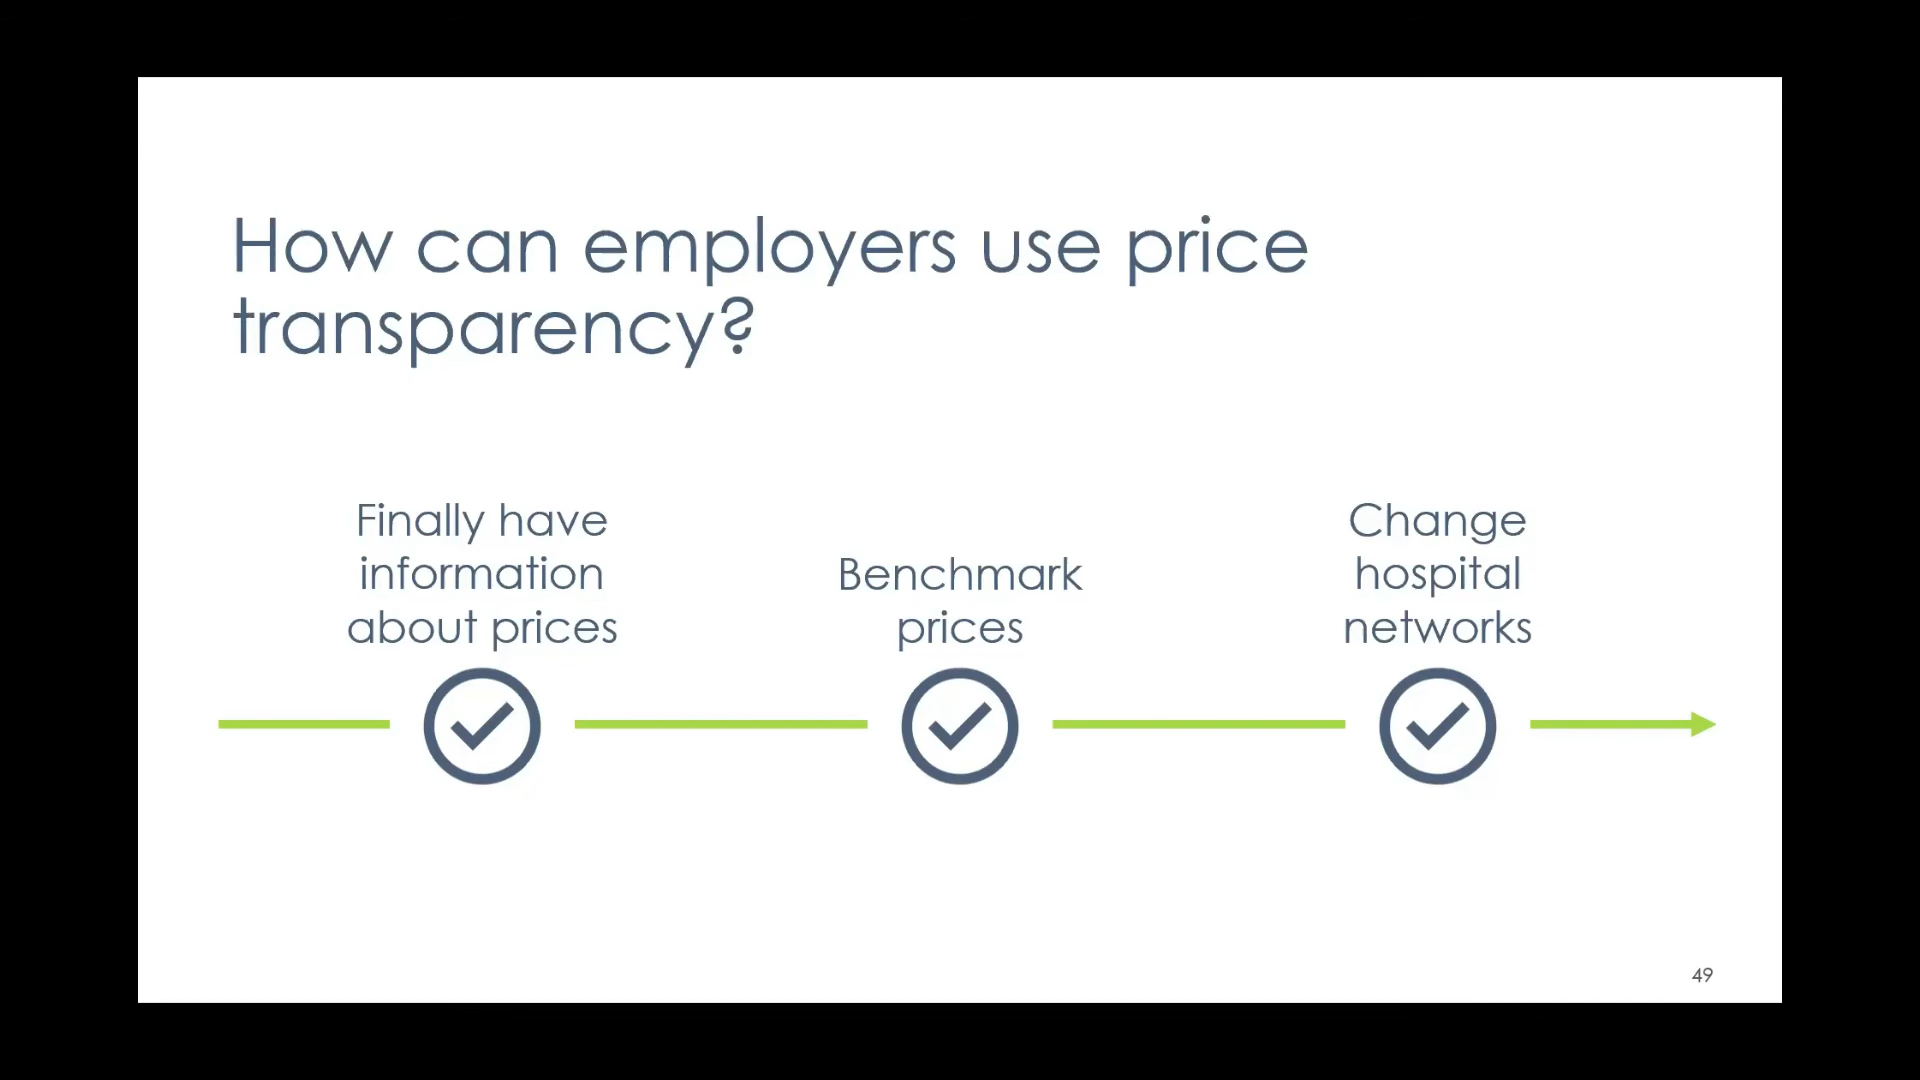 How can employers use price
transparency?
Finally have
information
about prices
Benchmark
prices
Change
hospital
networks
49